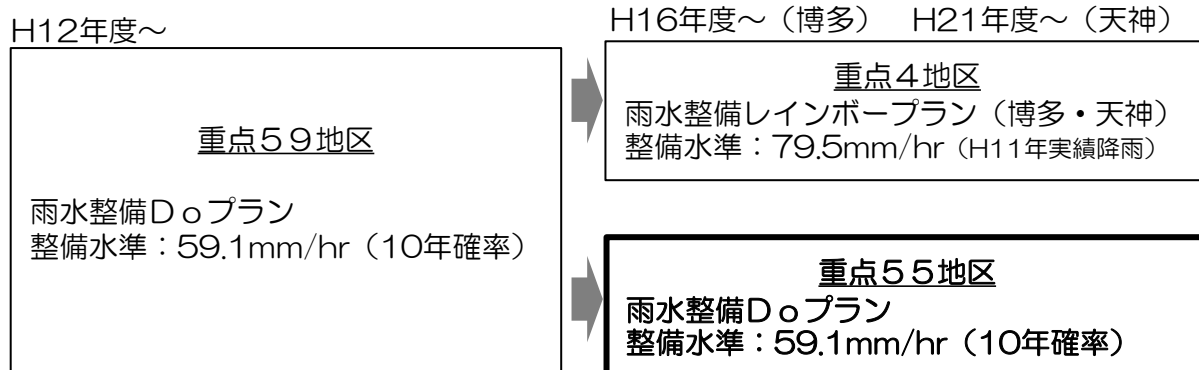 H12年度～
重点５９地区
雨水整備Ｄｏプラン
整備水準：59.1mm/hr（10年確率）
H16年度～（博多）　H21年度～（天神）
重点４地区
雨水整備レインボープラン（博多・天神）
整備水準：79.5mm/hr（H11年実績降雨）
重点５５地区
雨水整備Ｄｏプラン
整備水準：59.1mm/hr（10年確率）